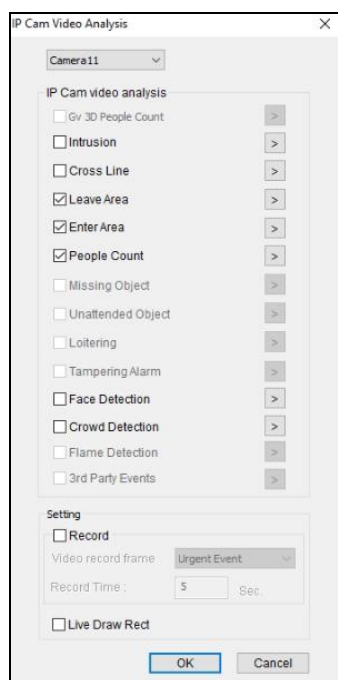 IP Cam Video Analysis
Camera11
IP Cam video analysis
Gv 3D People Count >
Intrusion >
Cross Line >
Leave Area >
Enter Area >
People Count >
Missing Object >
Unattended Object >
Loitering >
Tampering Alarm >
Face Detection >
Crowd Detection >
Flame Detection >
3rd Party Events >
Setting
Record
Video record frame Urgent Event
Record Time : 5 Sec.
Live Draw Rect
OK Cancel